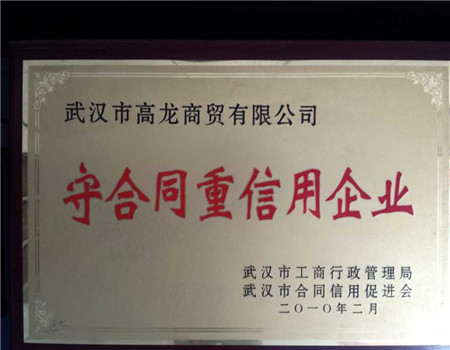 武汉市高龙商贸有限公司
守合同重信用企业
武汉市工商行政管理局
武汉市合同信用促进会
二〇一〇年二月